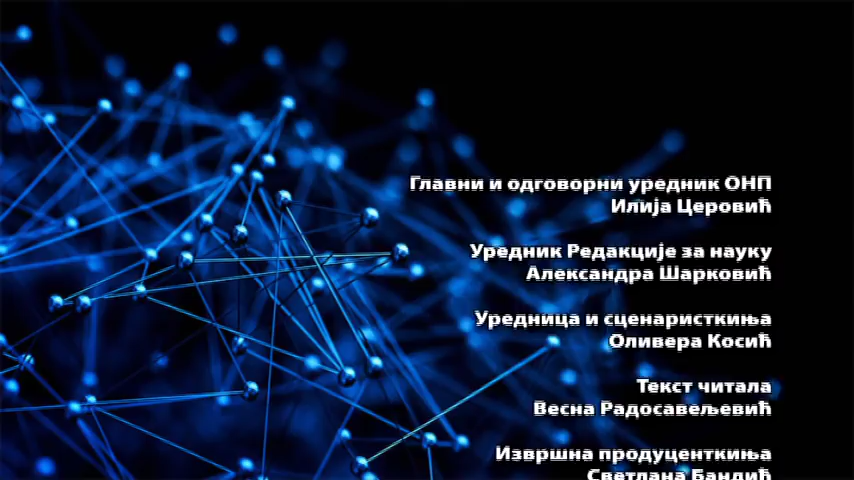 Главни и одговорни уредник ОНП
Илија Церовић
Уредник Редакције за науку
Александра Шарковић
Уредница и сценаристкиња
Оливера Косић
Текст читала
Весна Радосавељевић
Извршна продуценткиња
Светлана Бандић